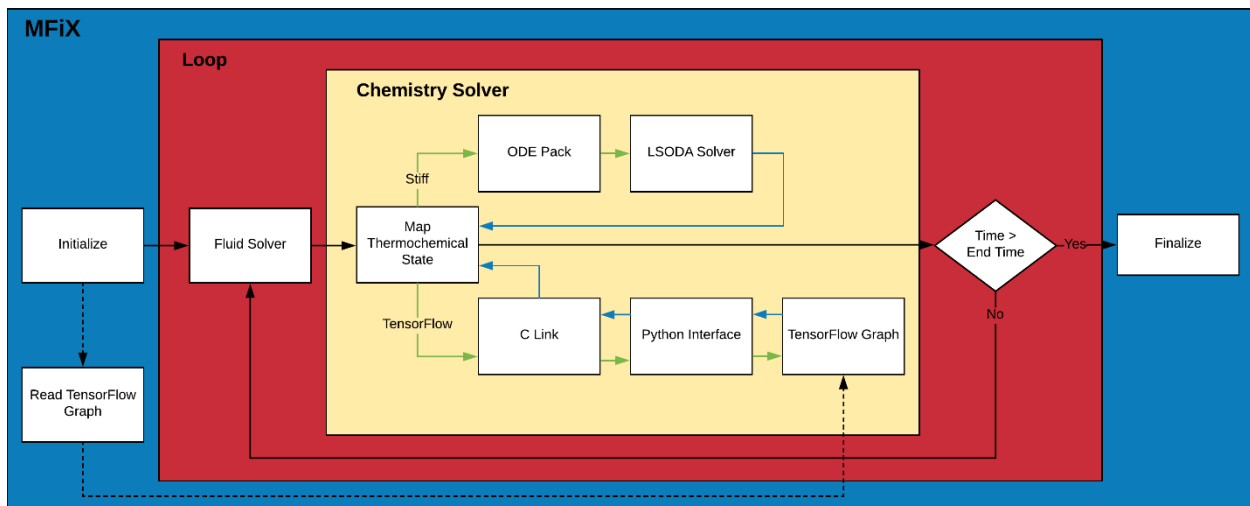 MFiX
Loop
Chemistry Solver
ODE Pack
LSODA Solver
Stiff
Initialize
Fluid Solver
Map
Thermochemical
State
Time >
End Time
Yes
Finalize
No
TensorFlow
C Link
Python Interface
TensorFlow Graph
Read TensorFlow
Graph